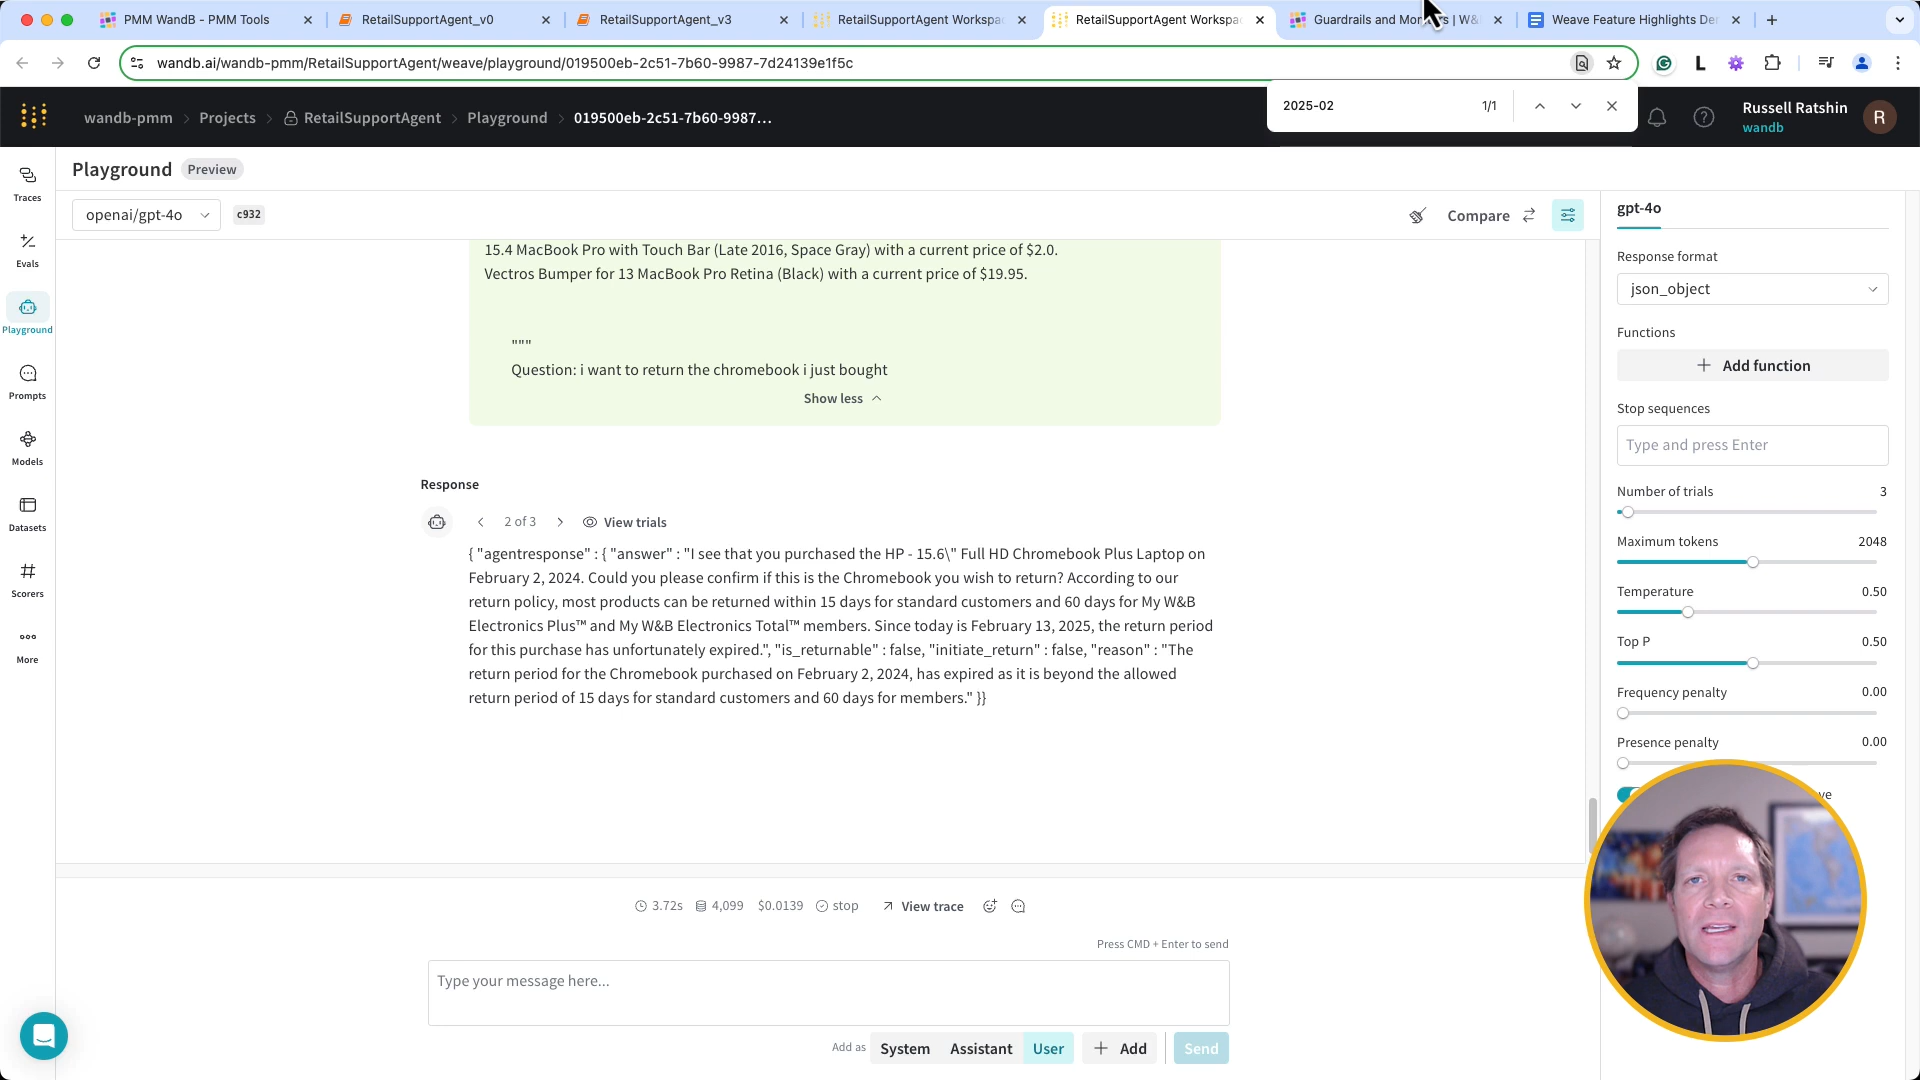 PMM WandB - PMM Tools
RetailSupportAgent_v0
RetailSupportAgent_v3
RetailSupportAgent Workspac
RetailSupportAgent Workspac
Guardrails and Mon rs | W&
Weave Feature Highlights De
wandb.ai/wandb-pmm/RetailSupportAgent/weave/playground/019500eb-2c51-7b60-9987-7d24139e1f5c
L
2025-02
1/1
wandb-pmm
Projects
RetailSupportAgent
Playground
019500eb-2c51-7b60-9987...
Russell Ratshin
wandb
R
Playground
Preview
Traces
Evals
Playground
Prompts
Models
Datasets
Scorers
More
openai/gpt-4o
c932
Compare
15.4 MacBook Pro with Touch Bar (Late 2016, Space Gray) with a current price of $2.0.
Vectros Bumper for 13 MacBook Pro Retina (Black) with a current price of $19.95.
"""
Question: i want to return the chromebook i just bought
Show less
Response
2 of 3
View trials
{ "agentresponse" : { "answer" : "I see that you purchased the HP - 15.6\" Full HD Chromebook Plus Laptop on
February 2, 2024. Could you please confirm if this is the Chromebook you wish to return? According to our
return policy, most products can be returned within 15 days for standard customers and 60 days for My W&B
Electronics Plus™ and My W&B Electronics Total™ members. Since today is February 13, 2025, the return period
for this purchase has unfortunately expired.", "is_returnable" : false, "initiate_return" : false, "reason" : "The
return period for the Chromebook purchased on February 2, 2024, has expired as it is beyond the allowed
return period of 15 days for standard customers and 60 days for members." }}
3.72s
4,099
$0.0139
stop
View trace
Press CMD + Enter to send
Type your message here...
Add as
System
Assistant
User
Add
Send
gpt-4o
Response format
json_object
Functions
Add function
Stop sequences
Type and press Enter
Number of trials
3
Maximum tokens
2048
Temperature
0.50
Top P
0.50
Frequency penalty
0.00
Presence penalty
0.00